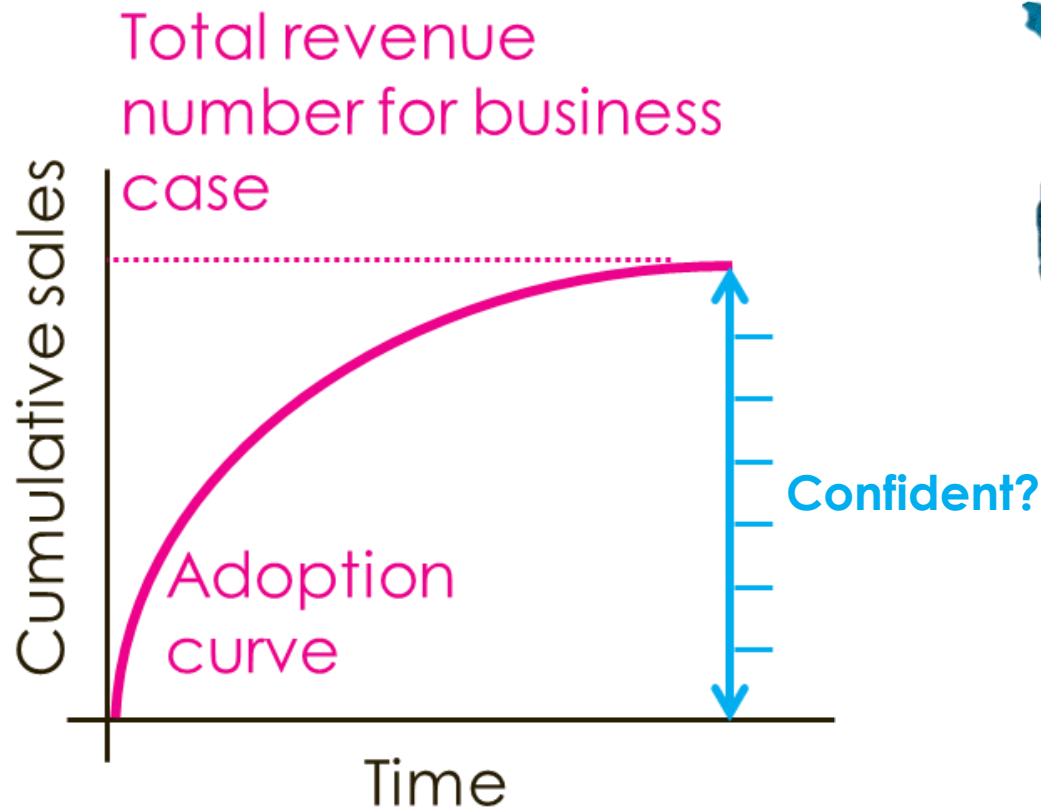 Total revenue
number for business
case
Cumulative sales
Confident?
Adoption
curve
Time